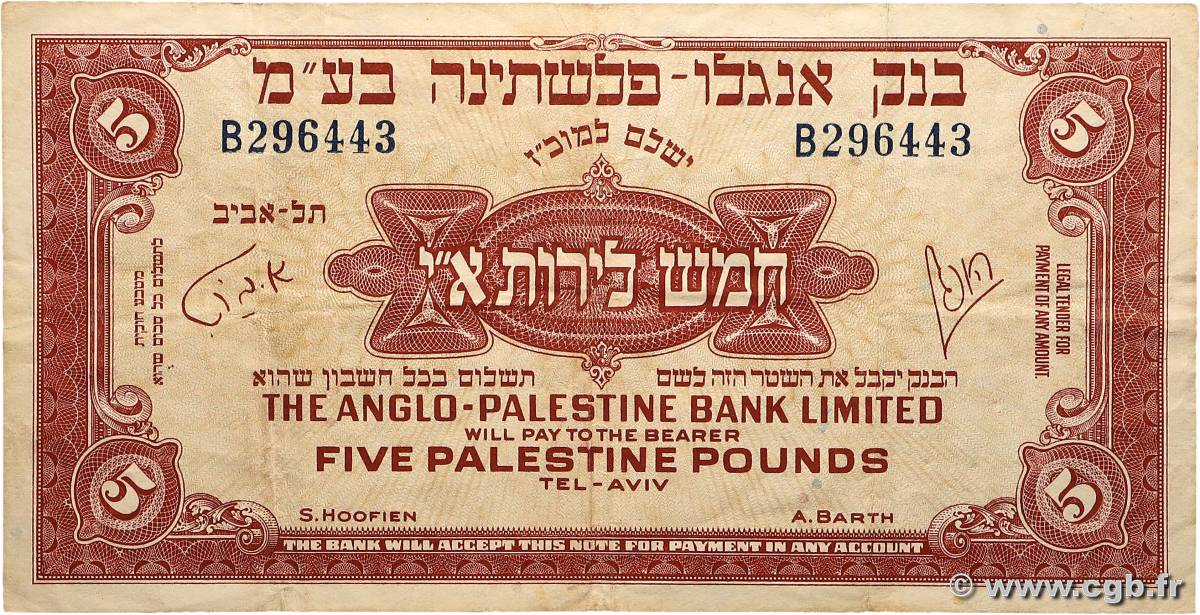 בנק אנגלו-פלשתינה בע״מ
B296443
B296443
ישלם למוכ״ז
תל-אביב
חמש לירות א״י
LEGAL TENDER FOR
PAYMENT OF ANY AMOUNT.
הבנק יקבל את השטר הזה לשם תשלום בכל חשבון שהוא
THE ANGLO-PALESTINE BANK LIMITED
WILL PAY TO THE BEARER
FIVE PALESTINE POUNDS
TEL-AVIV
S. HOOFIEN
A. BARTH
THE BANK WILL ACCEPT THIS NOTE FOR PAYMENT IN ANY ACCOUNT
5
5
5
5
© www.cgb.fr